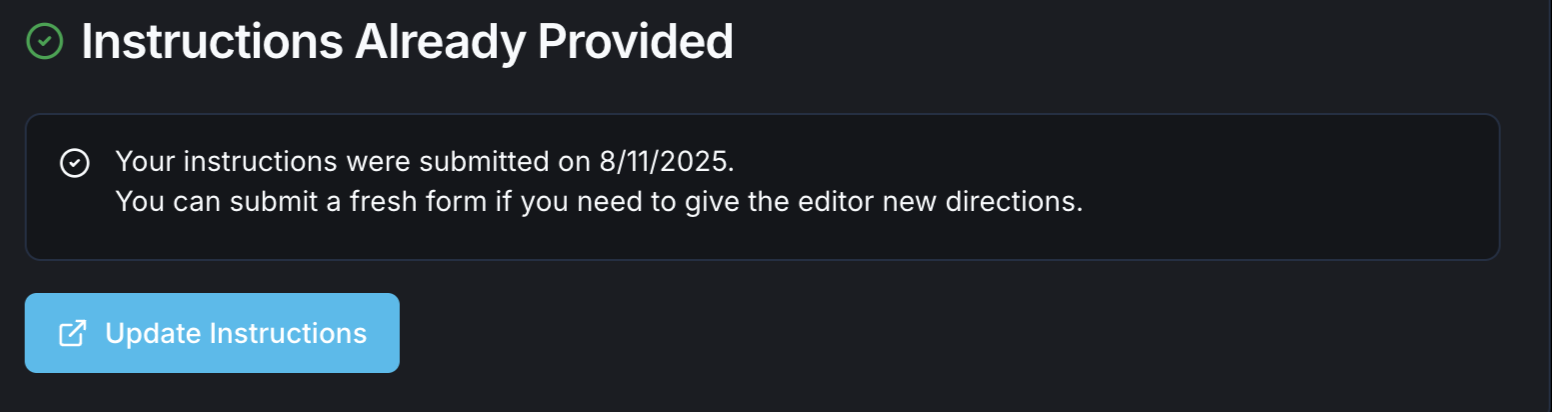 Instructions Already Provided
Your instructions were submitted on 8/11/2025.
You can submit a fresh form if you need to give the editor new directions.
Update Instructions